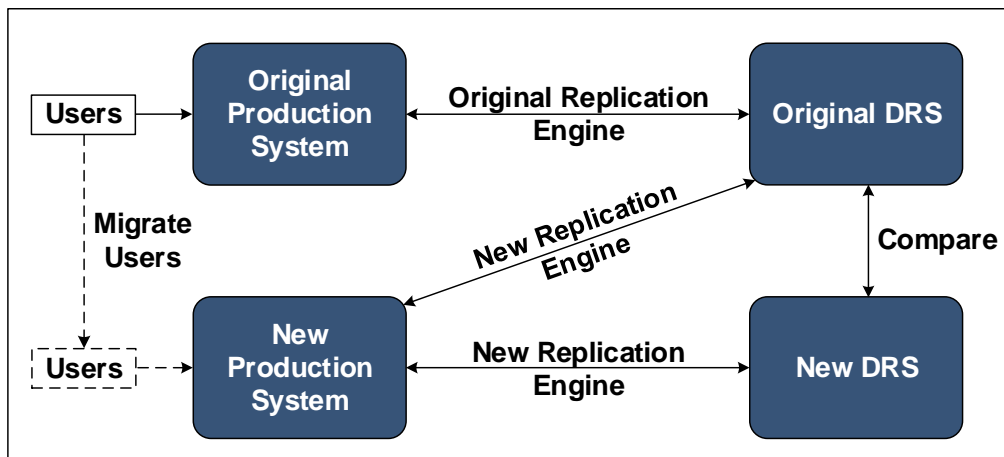 Users
Original
Production
System
Original Replication
Engine
Original DRS
Migrate
Users
New Replication
Engine
Compare
Users
New
Production
System
New Replication
Engine
New DRS